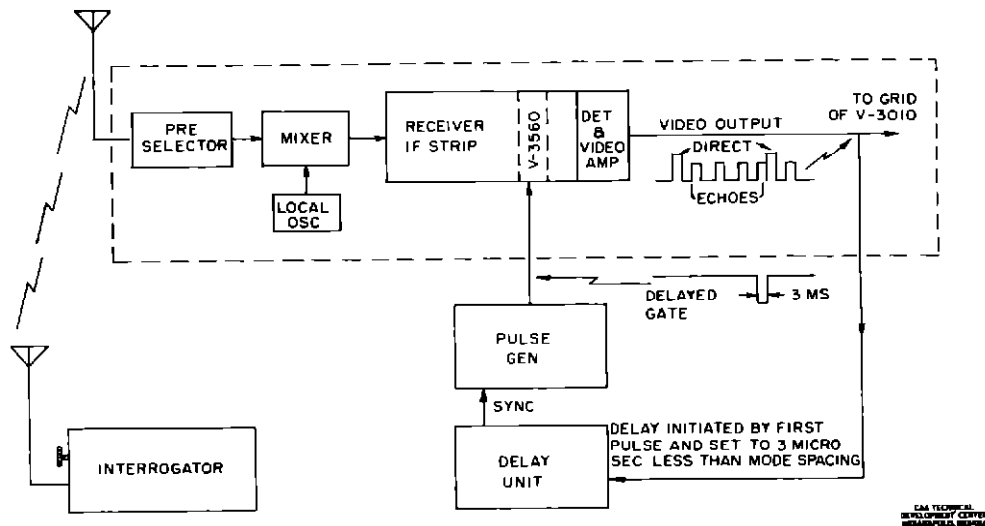 TO GRID
OF V-3010
PRE
SELECTOR
MIXER
LOCAL
OSC
RECEIVER
IF STRIP
V-3560
DET
&
VIDEO
AMP
VIDEO OUTPUT
DIRECT
ECHOES
DELAYED
GATE
3 MS
PULSE
GEN
SYNC
DELAY INITIATED BY FIRST
PULSE AND SET TO 3 MICRO
SEC LESS THAN MODE SPACING
DELAY
UNIT
INTERROGATOR
CAA TECHNICAL
DEVELOPMENT CENTER